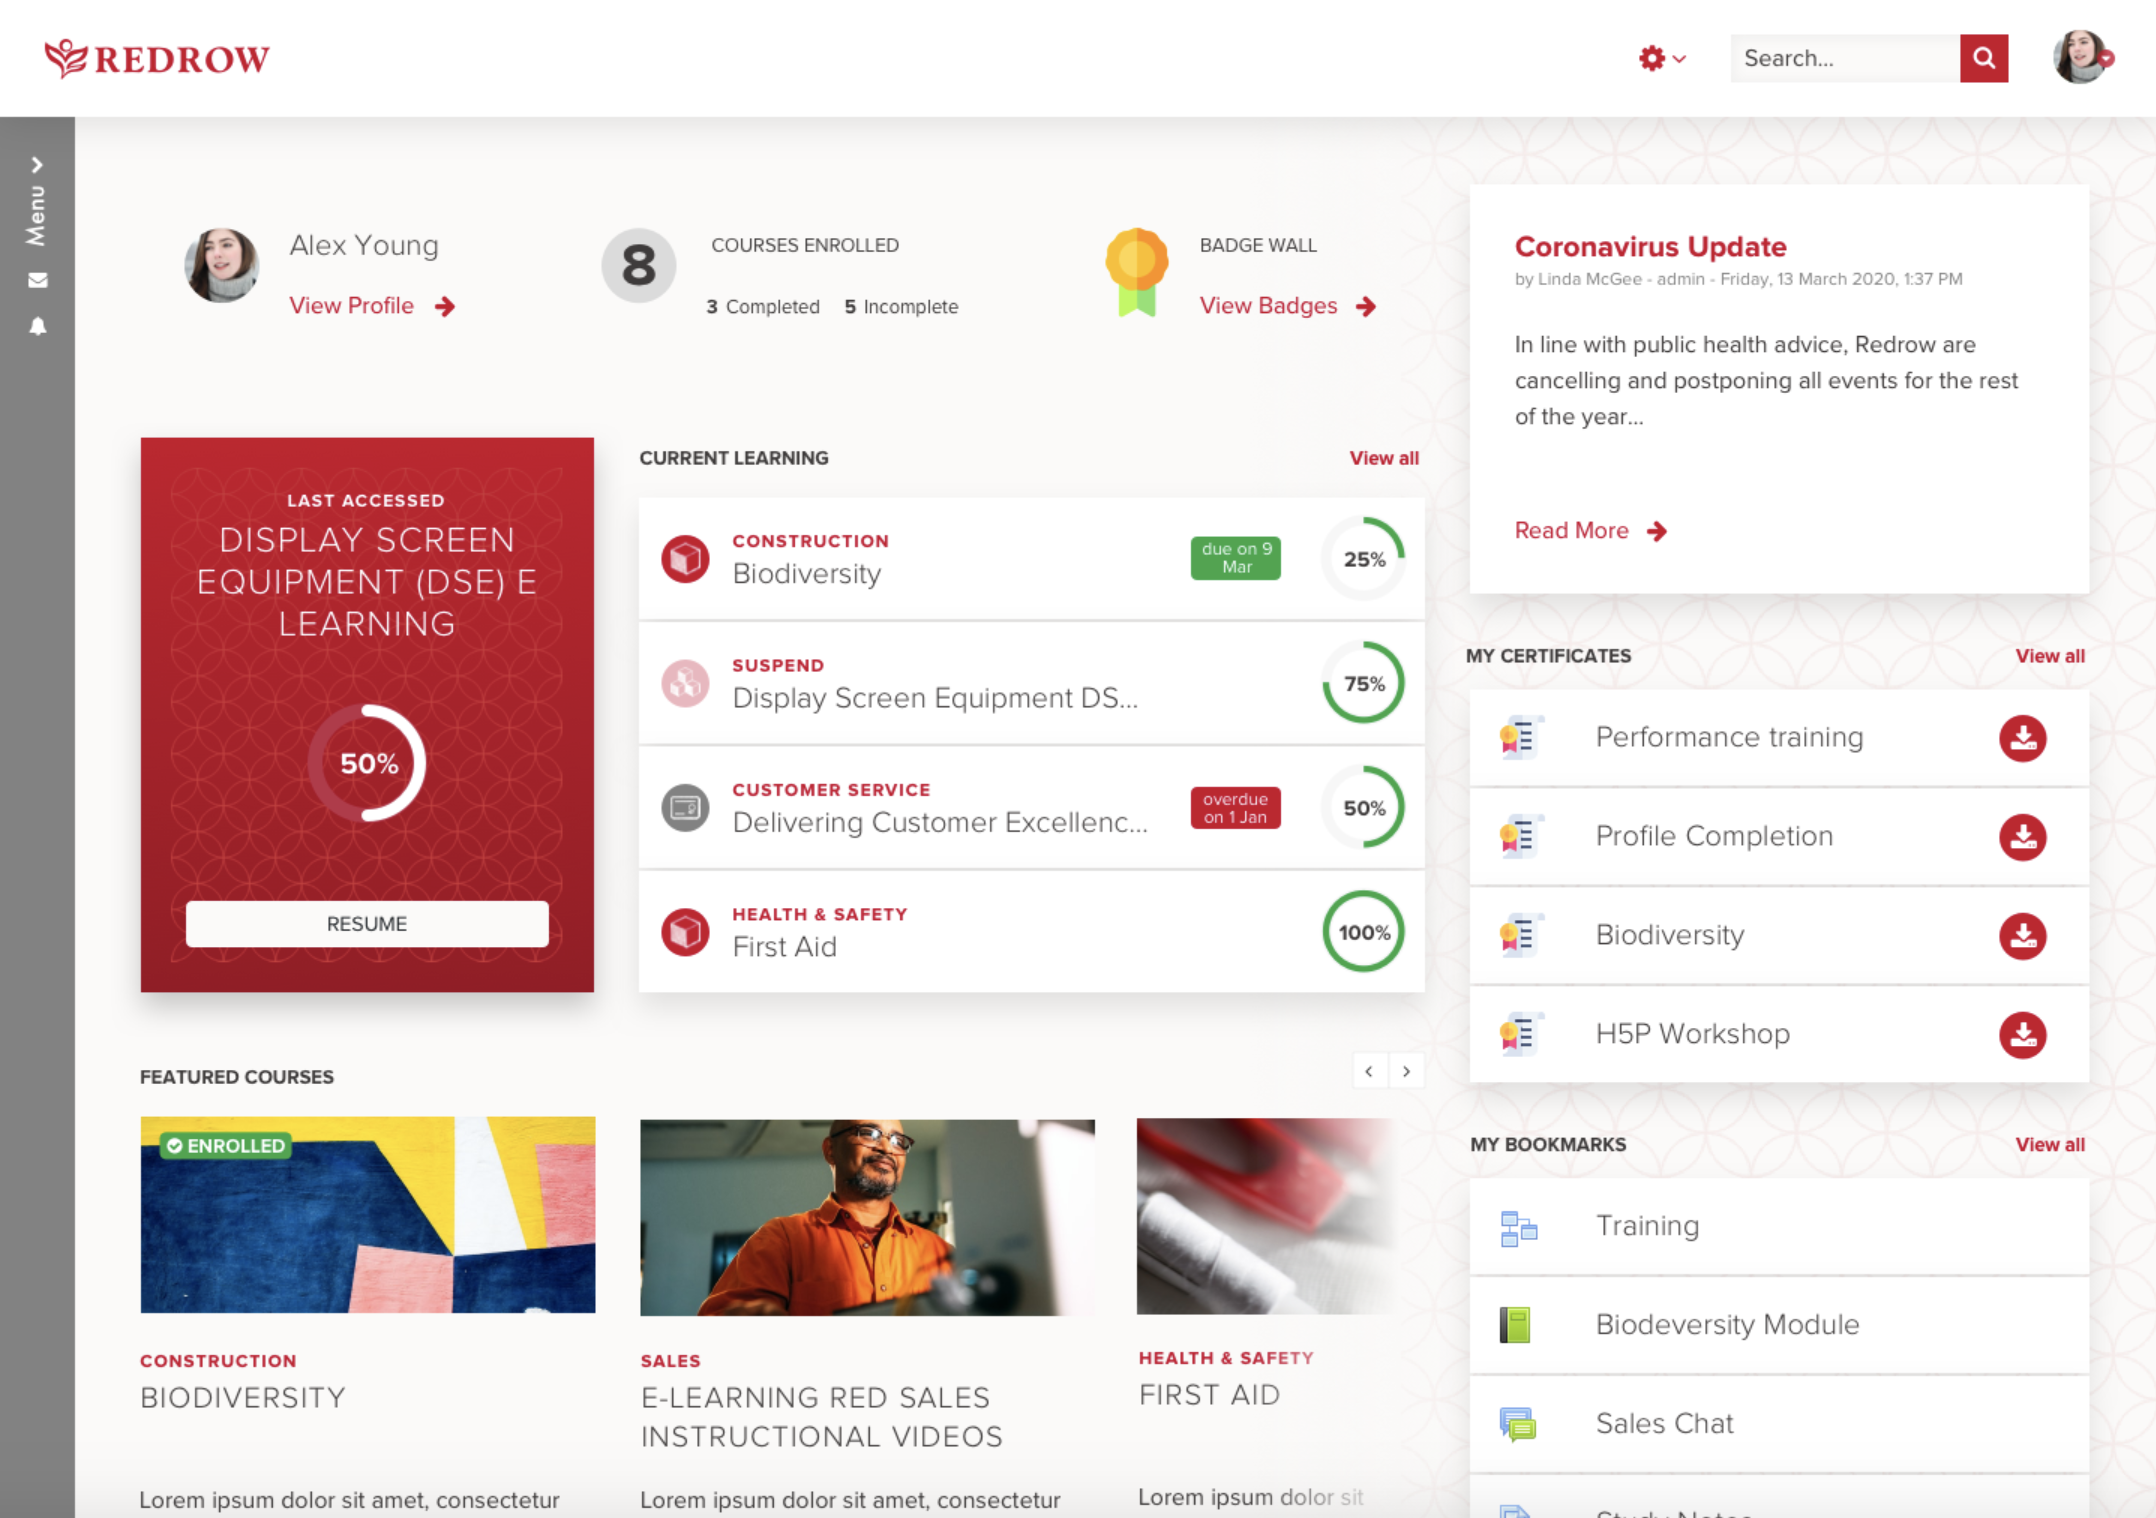 REDROW
Search...
Menu
Alex Young
View Profile
8
COURSES ENROLLED
3 Completed 5 Incomplete
BADGE WALL
View Badges
Coronavirus Update
by Linda McGee - admin - Friday, 13 March 2020, 1:37 PM
In line with public health advice, Redrow are
cancelling and postponing all events for the rest
of the year...
Read More
LAST ACCESSED
DISPLAY SCREEN
EQUIPMENT (DSE) E
LEARNING
50%
RESUME
CURRENT LEARNING
View all
CONSTRUCTION
Biodiversity
due on 9
Mar
25%
SUSPEND
Display Screen Equipment DS...
75%
CUSTOMER SERVICE
Delivering Customer Excellenc...
overdue
on 1 Jan
50%
HEALTH & SAFETY
First Aid
100%
MY CERTIFICATES
View all
Performance training
Profile Completion
Biodiversity
H5P Workshop
FEATURED COURSES
ENROLLED
CONSTRUCTION
BIODIVERSITY
Lorem ipsum dolor sit amet, consectetur
SALES
E-LEARNING RED SALES
INSTRUCTIONAL VIDEOS
Lorem ipsum dolor sit amet, consectetur
HEALTH & SAFETY
FIRST AID
Lorem ipsum dolor sit
MY BOOKMARKS
View all
Training
Biodeversity Module
Sales Chat
Study Notes